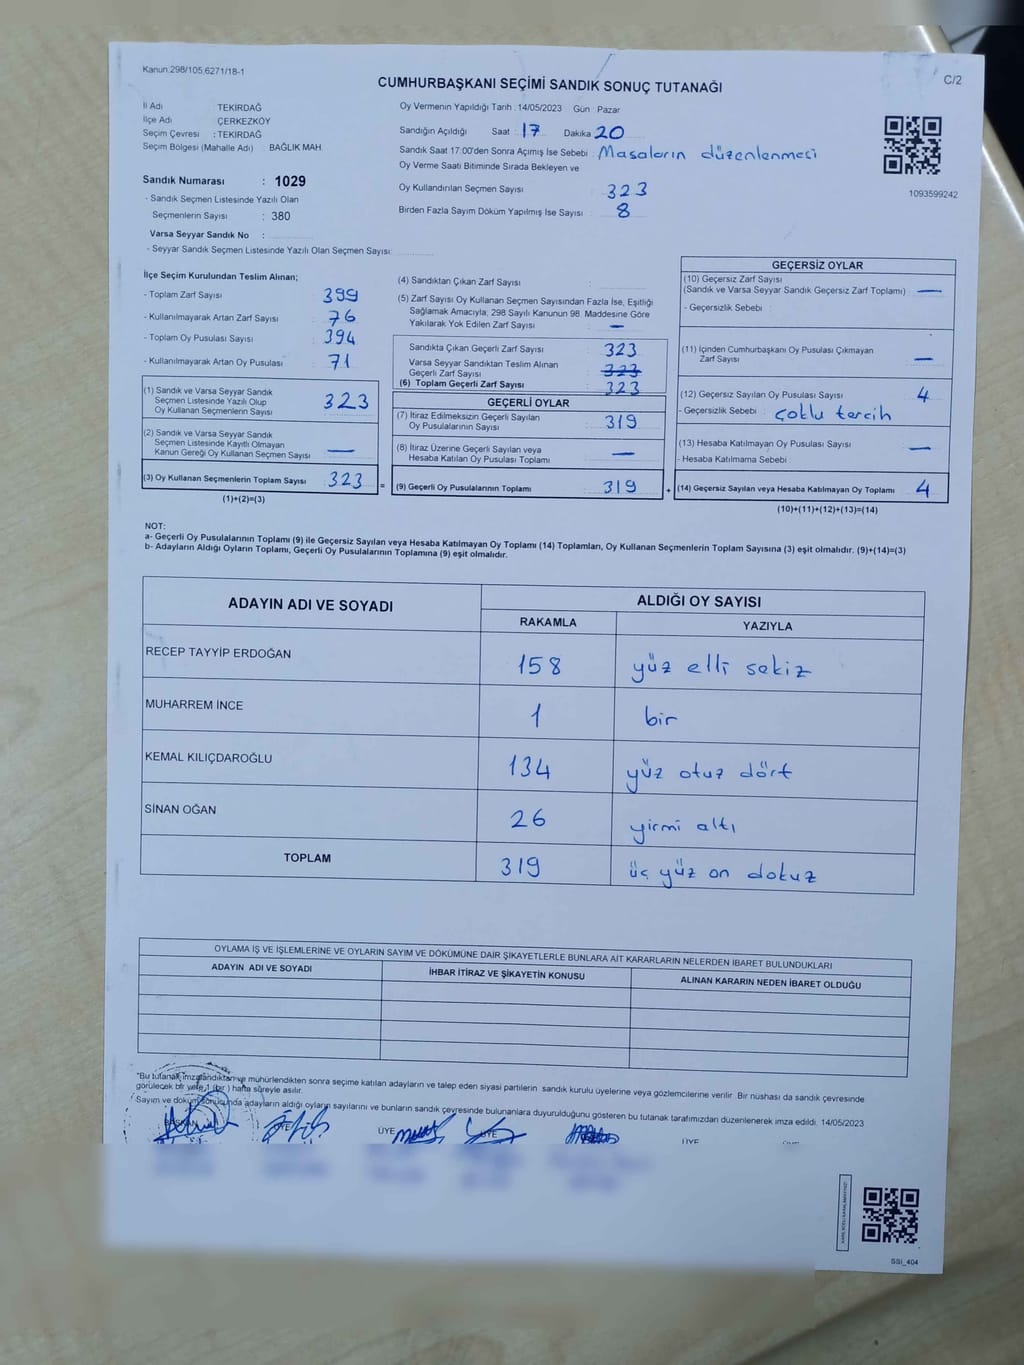 Kanun.298/105,6271/18-1
C/2
CUMHURBAŞKANI SEÇİMİ SANDIK SONUÇ TUTANAĞI
İl Adı TEKİRDAĞ
İlçe Adı ÇERKEZKÖY
Seçim Çevresi : TEKİRDAĞ
Seçim Bölgesi (Mahalle Adı) BAĞLIK MAH.
Sandık Numarası : 1029
- Sandık Seçmen Listesinde Yazılı Olan
Seçmenlerin Sayısı : 380
Varsa Seyyar Sandık No :
- Seyyar Sandık Seçmen Listesinde Yazılı Olan Seçmen Sayısı:
Oy Vermenin Yapıldığı Tarih : 14/05/2023 Gün Pazar
Sandığın Açıldığı Saat : 17 Dakika 20
Sandık Saat 17:00'den Sonra Açımış İse Sebebi : Masaların düzenlenmesi
Oy Verme Saati Bitiminde Sırada Bekleyen ve
Oy Kullandırılan Seçmen Sayısı 323
Birden Fazla Sayım Döküm Yapılmış İse Sayısı : 8
1093599242
İlçe Seçim Kurulundan Teslim Alınan;
- Toplam Zarf Sayısı 399
- Kullanılmayarak Artan Zarf Sayısı 76
- Toplam Oy Pusulası Sayısı 394
- Kullanılmayarak Artan Oy Pusulası 71
(1) Sandık ve Varsa Seyyar Sandık
Seçmen Listesinde Yazılı Olup
Oy Kullanan Seçmenlerin Sayısı 323
(2) Sandık ve Varsa Seyyar Sandık
Seçmen Listesinde Kayıtlı Olmayan
Kanun Gereği Oy Kullanan Seçmen Sayısı —
(3) Oy Kullanan Seçmenlerin Toplam Sayısı 323
(1)+(2)=(3)
(4) Sandıktan Çıkan Zarf Sayısı :
(5) Zarf Sayısı Oy Kullanan Seçmen Sayısından Fazla İse, Eşitliği
Sağlamak Amacıyla; 298 Sayılı Kanunun 98. Maddesine Göre
Yakılarak Yok Edilen Zarf Sayısı : —
Sandıkta Çıkan Geçerli Zarf Sayısı 323
Varsa Seyyar Sandıktan Teslim Alınan
Geçerli Zarf Sayısı 323
(6) Toplam Geçerli Zarf Sayısı 323
GEÇERLİ OYLAR
(7) İtiraz Edilmeksizin Geçerli Sayılan
Oy Pusulalarının Sayısı : 319
(8) İtiraz Üzerine Geçerli Sayılan veya
Hesaba Katılan Oy Pusulası Toplamı : —
= (9) Geçerli Oy Pusulalarının Toplamı : 319
GEÇERSİZ OYLAR
(10) Geçersiz Zarf Sayısı
(Sandık ve Varsa Seyyar Sandık Geçersiz Zarf Toplamı) : —
- Geçersizlik Sebebi
(11) İçinden Cumhurbaşkanı Oy Pusulası Çıkmayan
Zarf Sayısı —
(12) Geçersiz Sayılan Oy Pusulası Sayısı 4
- Geçersizlik Sebebi : çoklu tercih
(13) Hesaba Katılmayan Oy Pusulası Sayısı —
- Hesaba Katılmama Sebebi
+ (14) Geçersiz Sayılan veya Hesaba Katılmayan Oy Toplamı 4
(10)+(11)+(12)+(13)=(14)
NOT:
a- Geçerli Oy Pusulalarının Toplamı (9) ile Geçersiz Sayılan veya Hesaba Katılmayan Oy Toplamı (14) Toplamları, Oy Kullanan Seçmenlerin Toplam Sayısına (3) eşit olmalıdır. (9)+(14)=(3)
b- Adayların Aldığı Oyların Toplamı, Geçerli Oy Pusulalarının Toplamına (9) eşit olmalıdır.
ADAYIN ADI VE SOYADI ALDIĞI OY SAYISI
RAKAMLA YAZIYLA
RECEP TAYYİP ERDOĞAN 158 yüz elli sekiz
MUHARREM İNCE 1 bir
KEMAL KILIÇDAROĞLU 134 yüz otuz dört
SİNAN OĞAN 26 yirmi altı
TOPLAM 319 üç yüz on dokuz
OYLAMA İŞ VE İŞLEMLERİNE VE OYLARIN SAYIM VE DÖKÜMÜNE DAİR ŞİKAYETLERLE BUNLARA AİT KARARLARIN NELERDEN İBARET BULUNDUKLARI
ADAYIN ADI VE SOYADI İHBAR İTİRAZ VE ŞİKAYETİN KONUSU ALINAN KARARIN NEDEN İBARET OLDUĞU
"Bu tutanak imzalandıktan ve mühürlendikten sonra seçime katılan adayların ve talep eden siyasi partilerin sandık kurulu üyelerine veya gözlemcilerine verilir. Bir nüshası da sandık çevresinde
görülecek bir yere 1 (bir) hafta süreyle asılır.
Sayım ve döküm sonucunda adayların aldığı oyların sayılarını ve bunların sandık çevresinde bulunanlara duyurulduğunu gösteren bu tutanak tarafımızdan düzenlenerek imza edildi. 14/05/2023
BAŞKAN ÜYE ÜYE ÜYE ÜYE
SSI_404